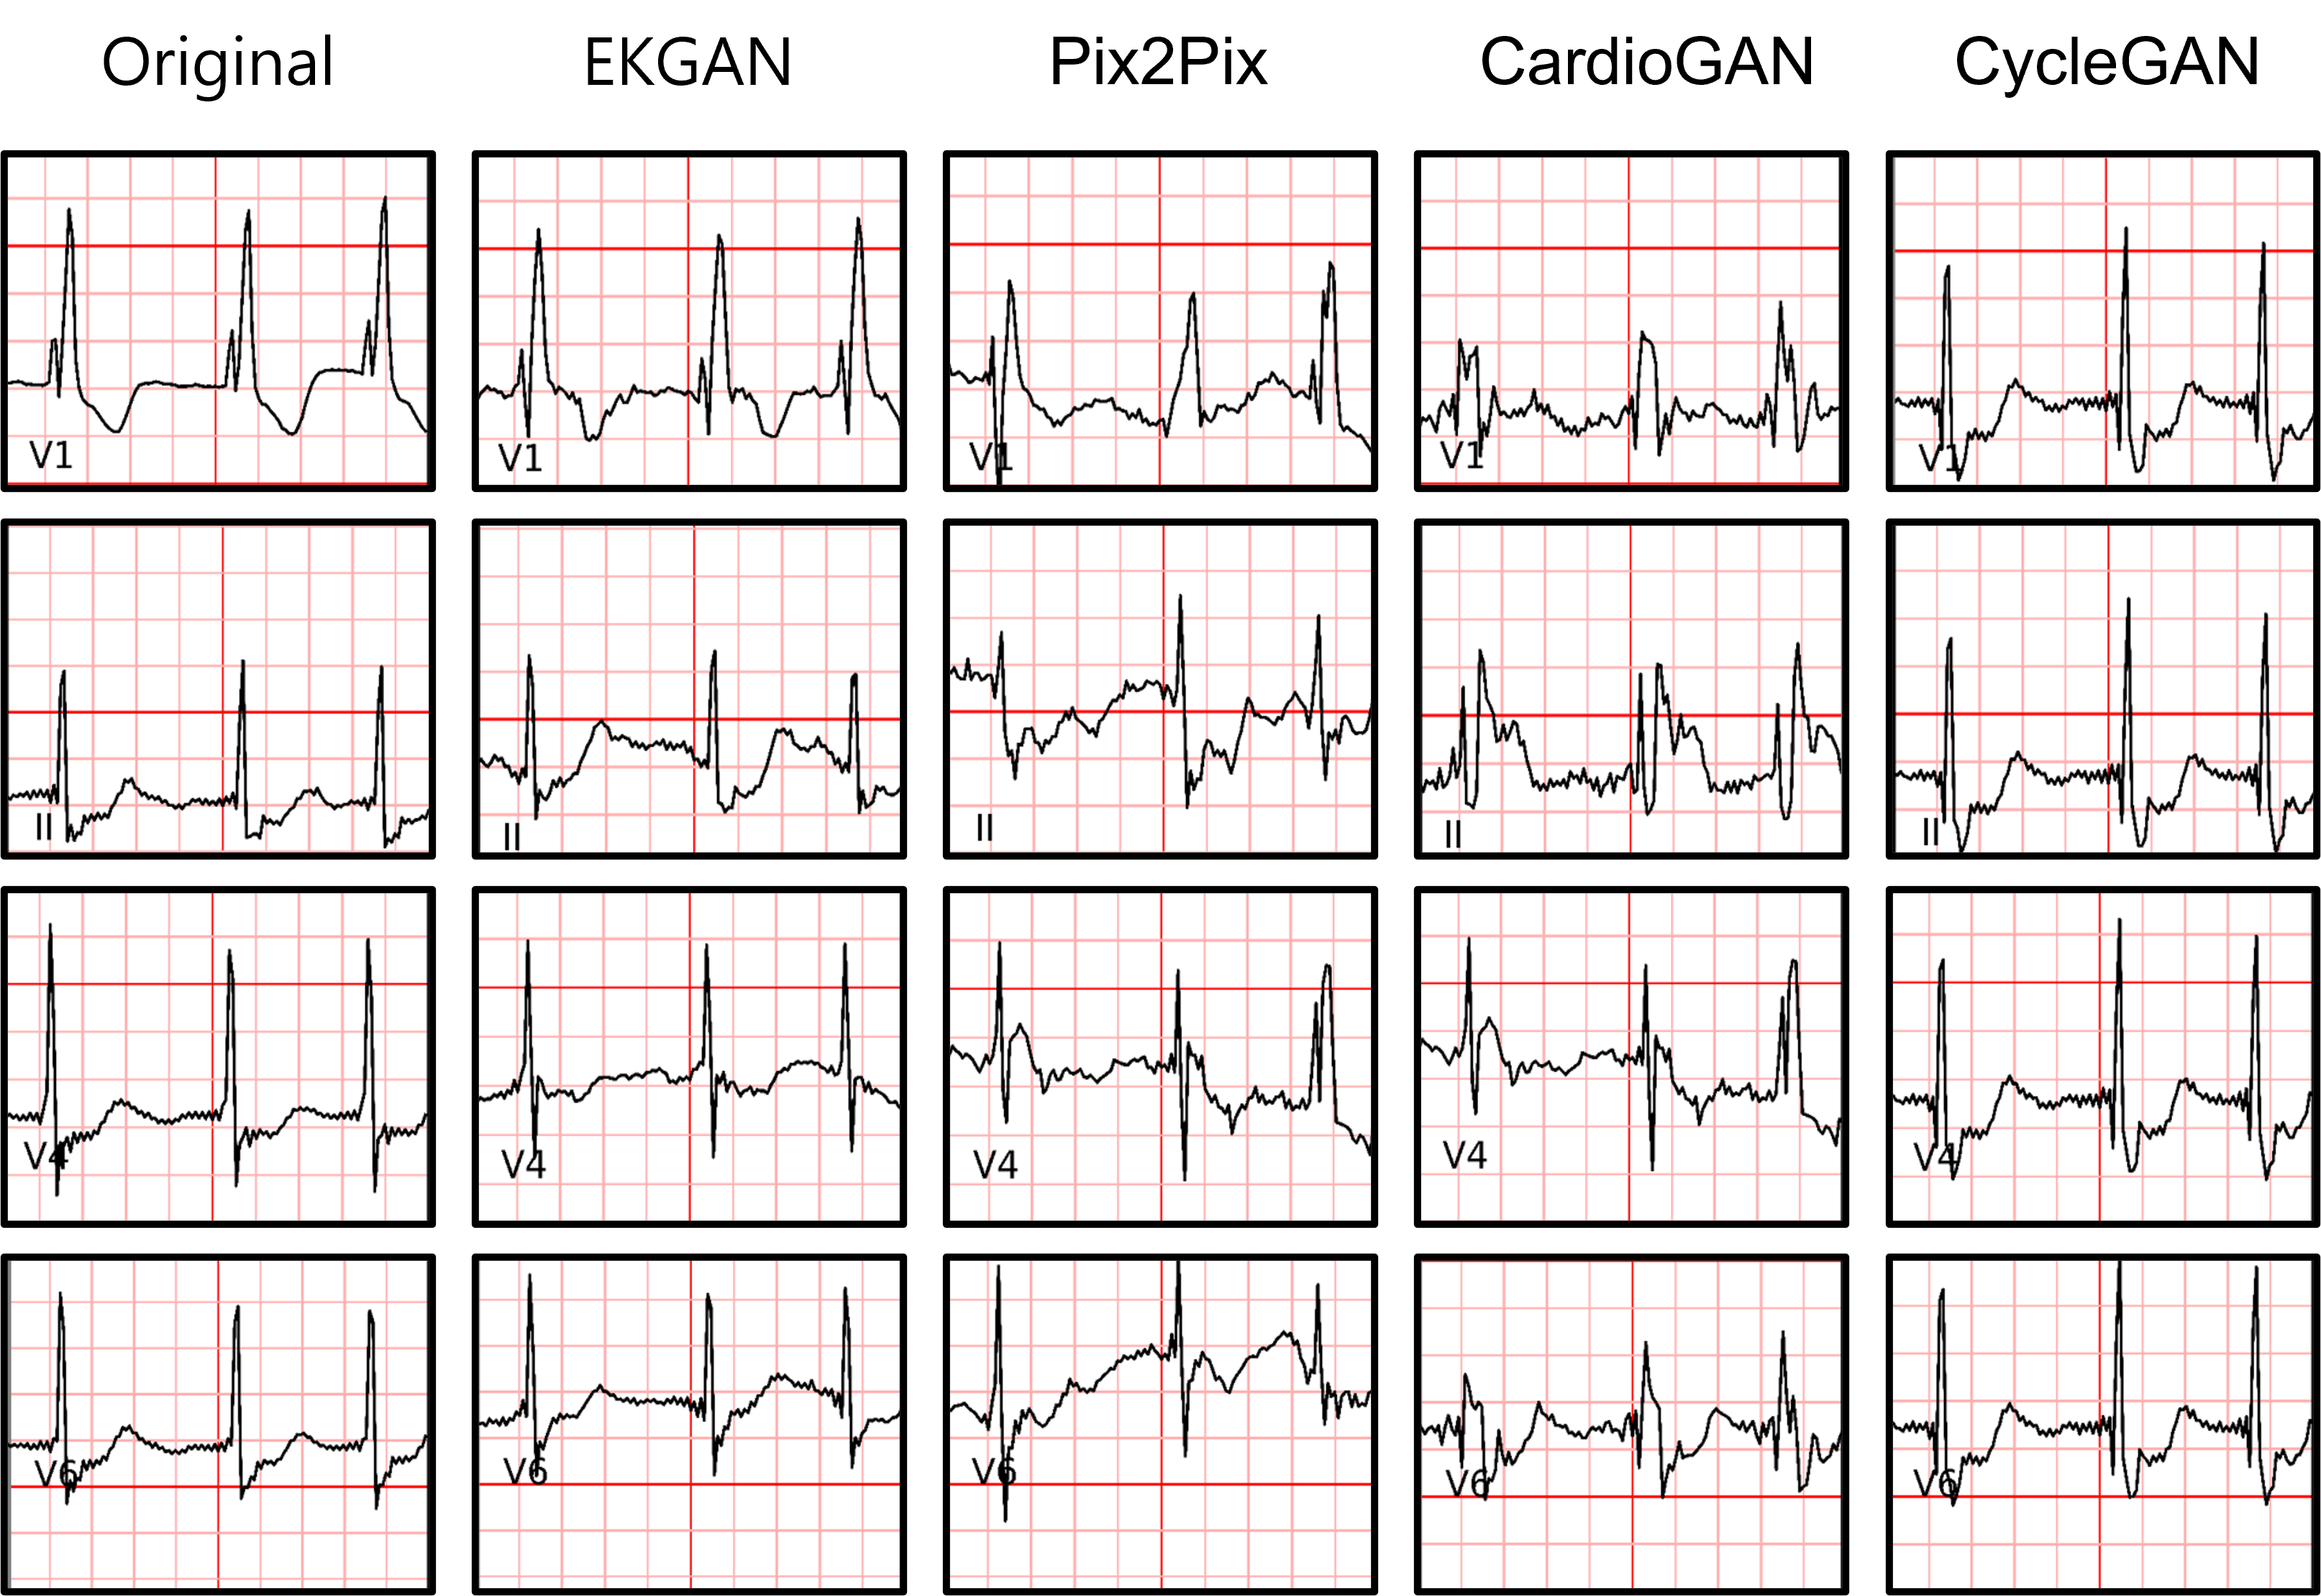 Original EKGAN Pix2Pix CardioGAN CycleGAN
V1 V1 V1 V1 V1
II II II II II
V4 V4 V4 V4 V4
V6 V6 V6 V6 V6